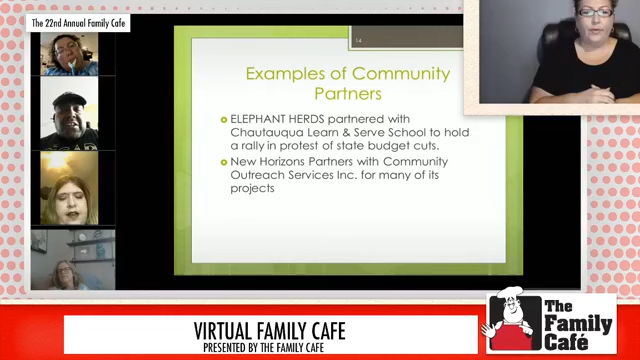 The 22nd Annual Family Cafe
14
Examples of Community
Partners
ELEPHANT HERDS partnered with
Chautauqua Learn & Serve School to hold
a rally in protest of state budget cuts.
New Horizons Partners with Community
Outreach Services Inc. for many of its
projects
VIRTUAL FAMILY CAFE
PRESENTED BY THE FAMILY CAFE
The
Family
Café